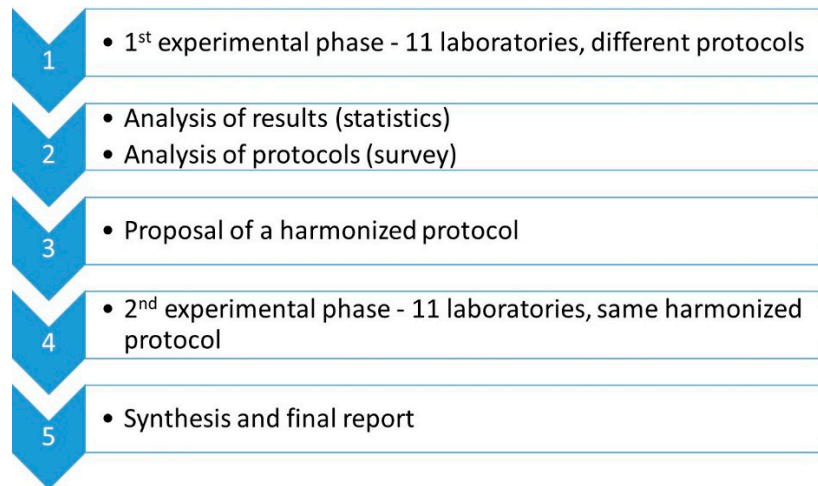 1
• 1st experimental phase - 11 laboratories, different protocols
2
• Analysis of results (statistics)
• Analysis of protocols (survey)
3
• Proposal of a harmonized protocol
4
• 2nd experimental phase - 11 laboratories, same harmonized
protocol
5
• Synthesis and final report